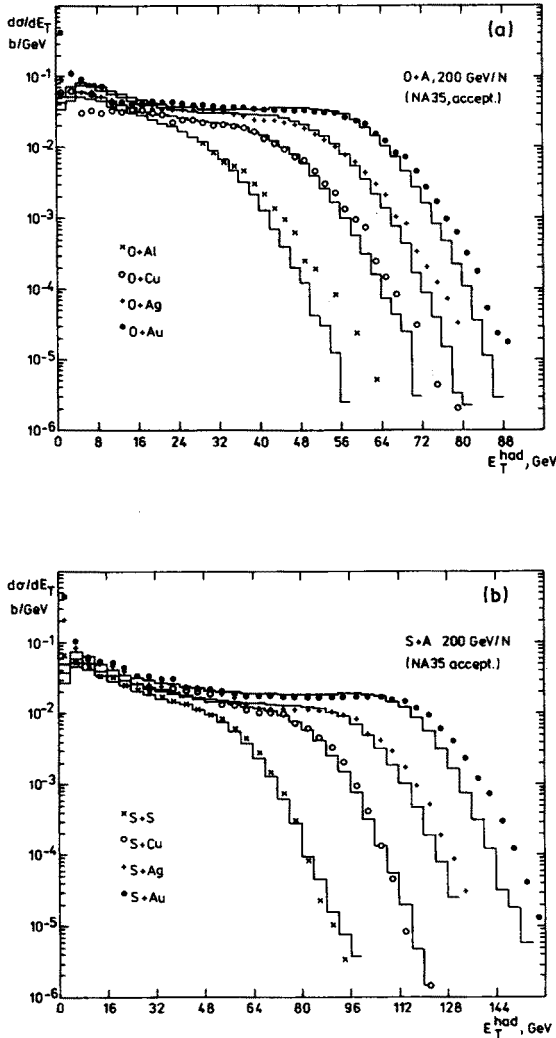 dσ/dE_T
b/GeV
(a)
O+A, 200 GeV/N
(NA35, accept.)
10⁻¹
10⁻²
10⁻³
10⁻⁴
10⁻⁵
10⁻⁶
× O+Al
o O+Cu
+ O+Ag
• O+Au
0 8 16 24 32 40 48 56 64 72 80 88
E_T^had, GeV
dσ/dE_T
b/GeV
(b)
S+A 200 GeV/N
(NA35 accept.)
10⁻¹
10⁻²
10⁻³
10⁻⁴
10⁻⁵
10⁻⁶
× S+S
o S+Cu
+ S+Ag
• S+Au
0 16 32 48 64 80 96 112 128 144
E_T^had, GeV